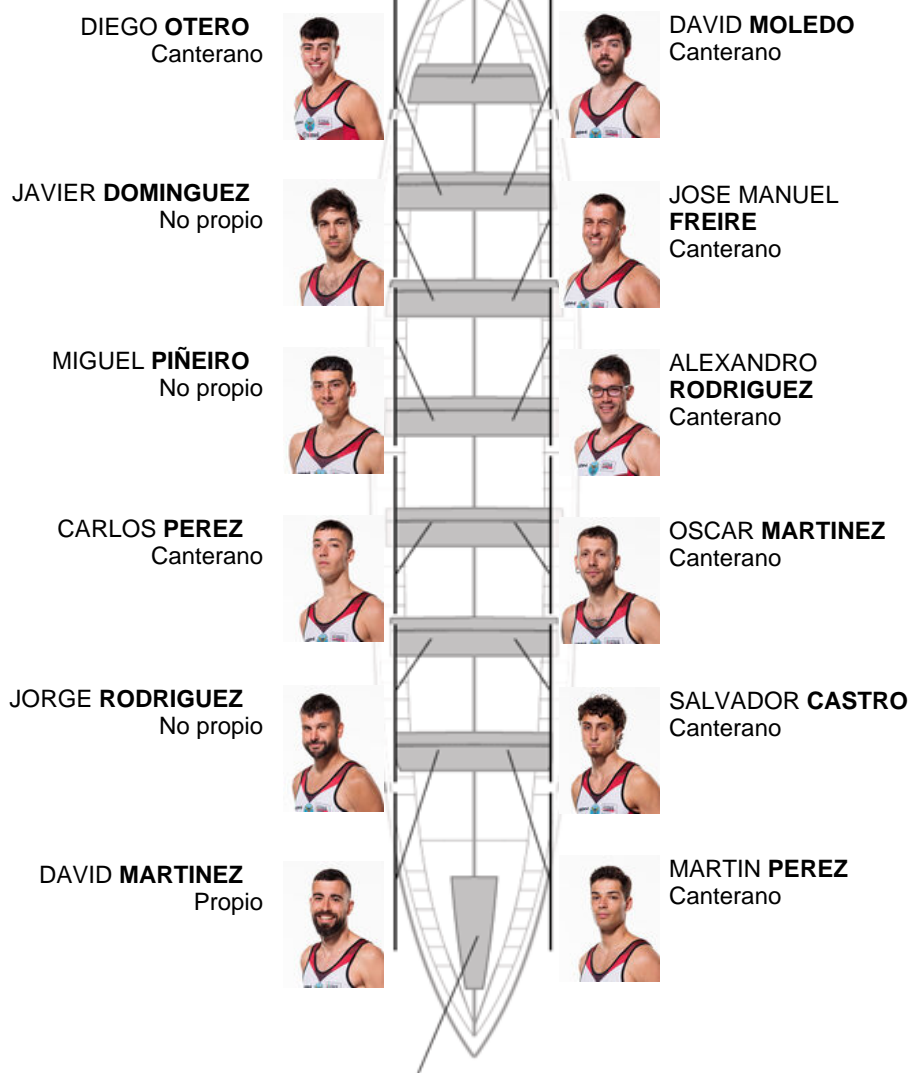 DIEGO OTERO
Canterano
DAVID MOLEDO
Canterano
JAVIER DOMINGUEZ
No propio
JOSE MANUEL
FREIRE
Canterano
MIGUEL PIÑEIRO
No propio
ALEXANDRO
RODRIGUEZ
Canterano
CARLOS PEREZ
Canterano
OSCAR MARTINEZ
Canterano
JORGE RODRIGUEZ
No propio
SALVADOR CASTRO
Canterano
DAVID MARTINEZ
Propio
MARTIN PEREZ
Canterano